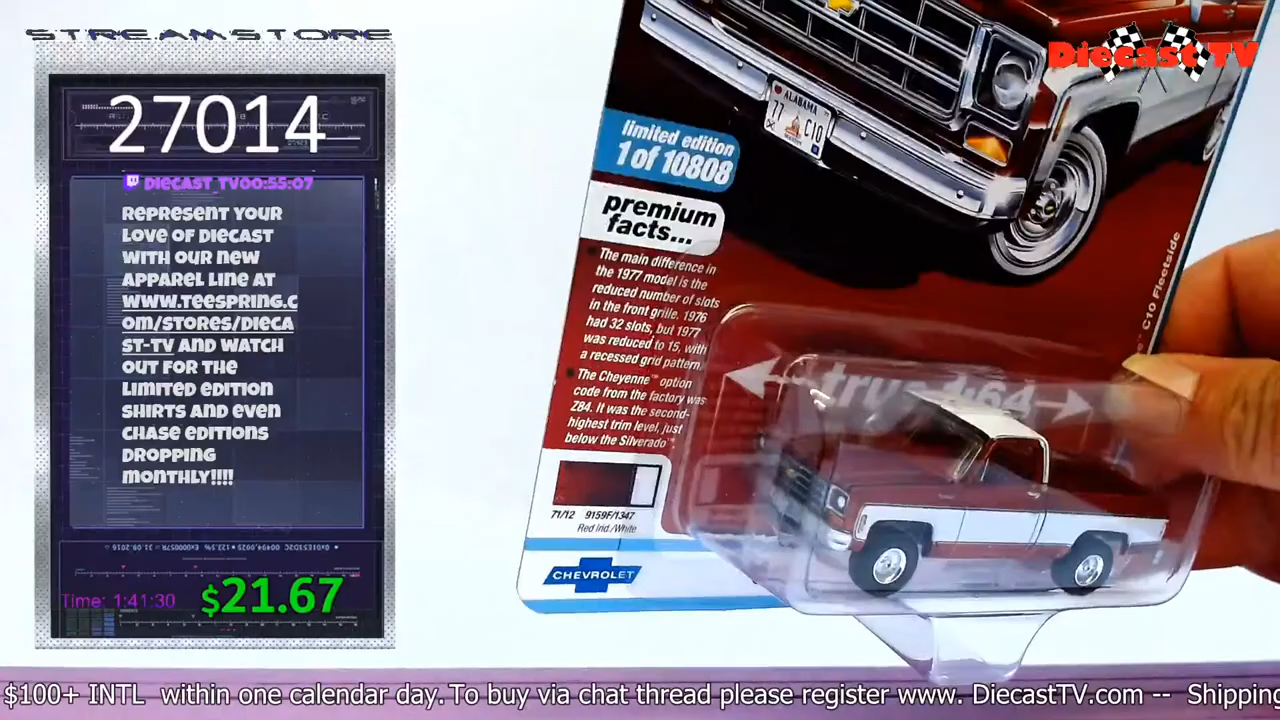 STREAMSTORE
27014
DIECAST_TV00:55:07
REPRESENT YOUR
LOVE OF DIECAST
WITH OUR NEW
APPAREL LINE AT
WWW.TEESPRING.C
OM/STORES/DIECA
ST-TV AND WATCH
OUT FOR THE
LIMITED EDITION
SHIRTS AND EVEN
CHASE EDITIONS
DROPPING
MONTHLY!!!!
Time: 1:41:30
$21.67
Diecast TV
ALABAMA
77 C10
limited edition
1 of 10808
premium
facts...
The main difference in
the 1977 model is the
reduced number of slots
in the front grille. 1976
had 32 slots, but 1977
was reduced to 15, with
a recessed grid pattern.
The Cheyenne™ option
code from the factory was
Z84. It was the second-
highest trim level, just
below the Silverado™.
71/12 9159F/1347
Red Ind./White
CHEVROLET
C10 Fleetside
$100+ INTL within one calendar day. To buy via chat thread please register www. DiecastTV.com -- Shipping